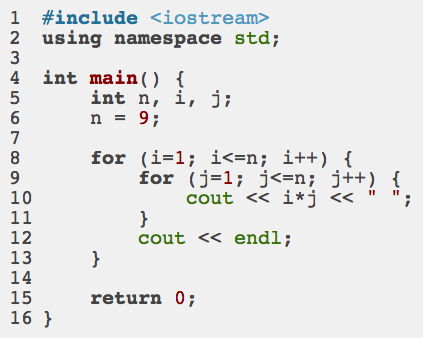 1 #include <iostream>
2 using namespace std;
3
4 int main() {
5     int n, i, j;
6     n = 9;
7
8     for (i=1; i<=n; i++) {
9         for (j=1; j<=n; j++) {
10             cout << i*j << " ";
11         }
12         cout << endl;
13     }
14
15     return 0;
16 }